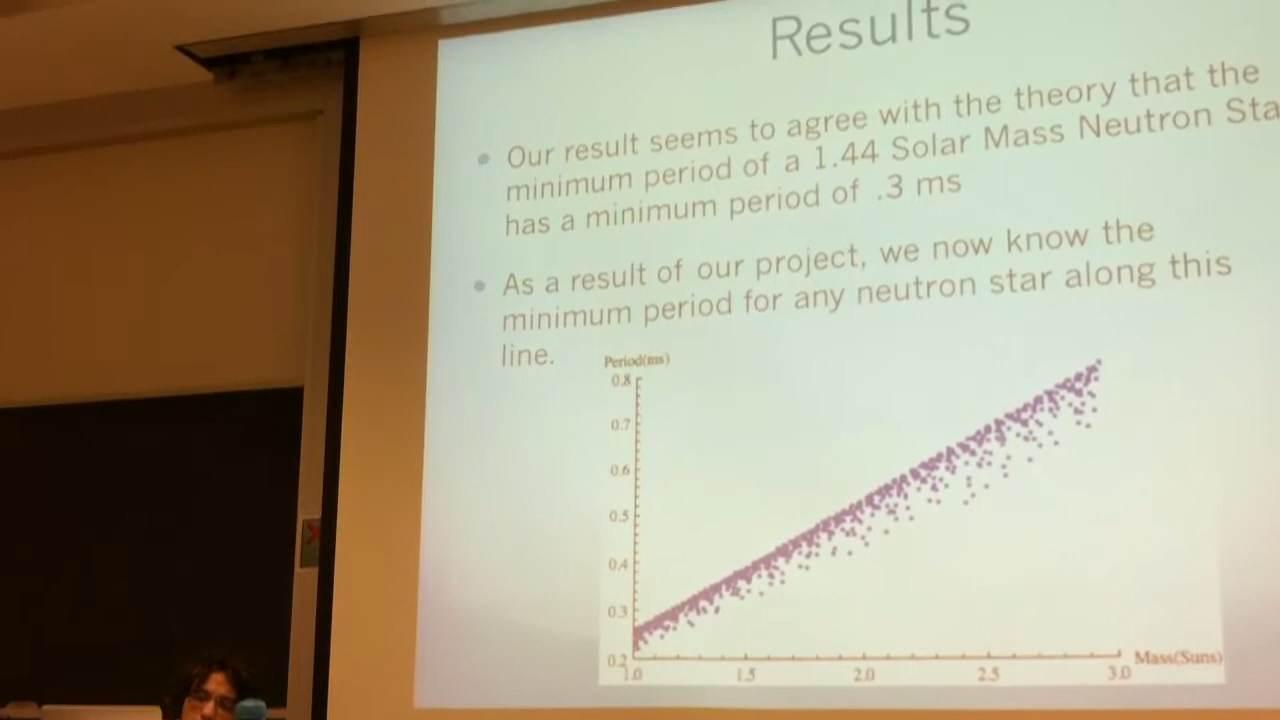 Results
• Our result seems to agree with the theory that the
minimum period of a 1.44 Solar Mass Neutron Sta
has a minimum period of .3 ms
• As a result of our project, we now know the
minimum period for any neutron star along this
line.
Period(ms)
0.8
0.7
0.6
0.5
0.4
0.3
0.2
1.0 1.5 2.0 2.5 3.0 Mass(Suns)